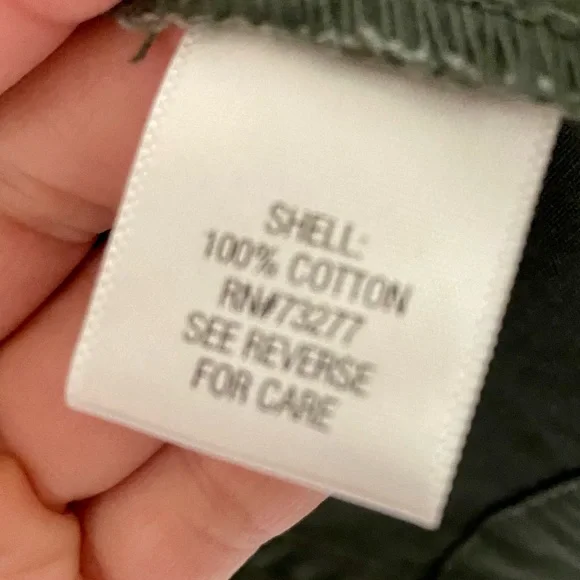 SHELL:
100% COTTON
RN#73277
SEE REVERSE
FOR CARE